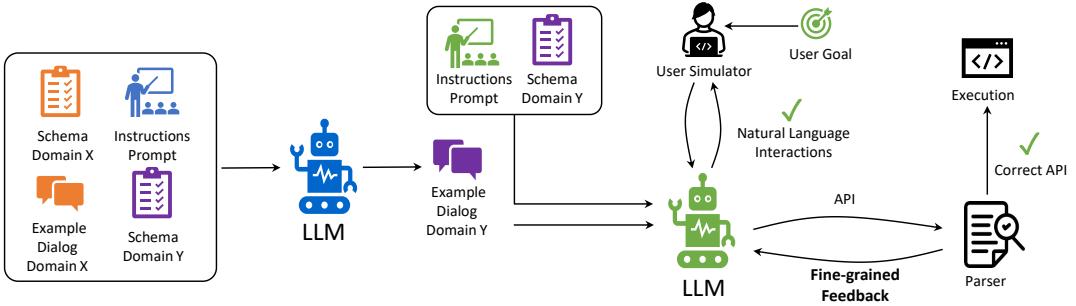 Schema
Domain X
Instructions
Prompt
Example
Dialog
Domain X
Schema
Domain Y
LLM
Instructions
Prompt
Schema
Domain Y
Example
Dialog
Domain Y
User Simulator
User Goal
Natural Language
Interactions
LLM
API
Fine-grained
Feedback
Execution
Correct API
Parser